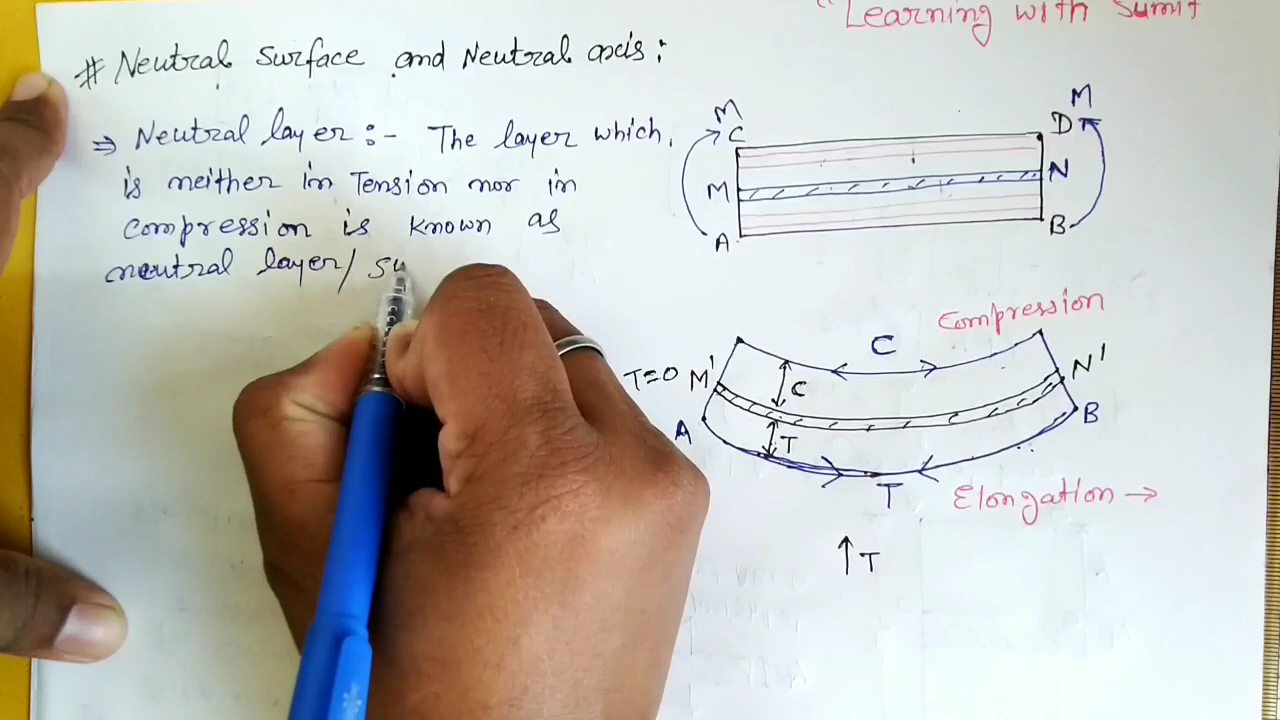 "Learning with Sumit
# Neutral Surface and Neutral axis:
⇒ Neutral layer:- The layer which
is neither in Tension nor in
compression is known as
neutral layer/ su
M
M
C
D
M
N
A
B
Compression
C
T=0 M'
N'
C
A
T
B
T
Elongation →
↑T